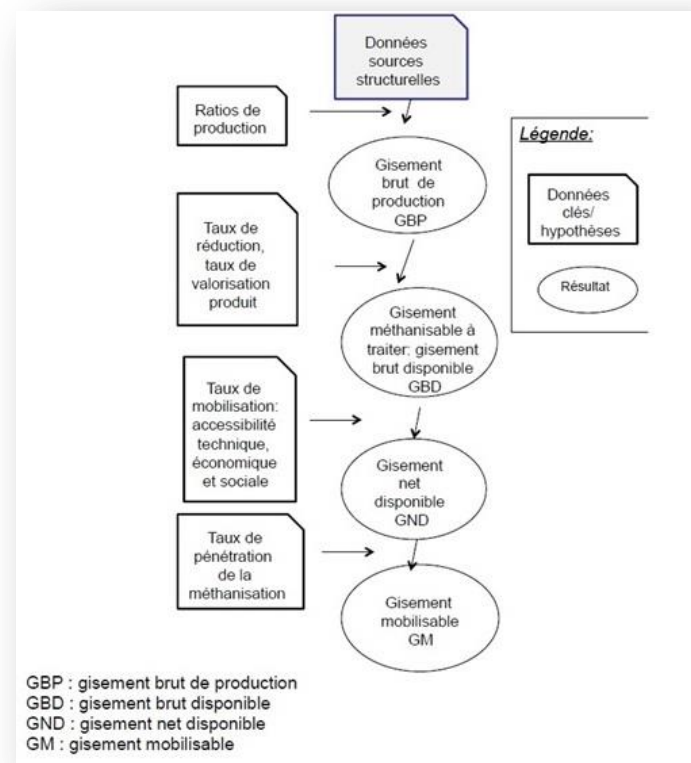 Données
sources
structurelles
Ratios de
production
Légende:
Gisement
brut de
production
GBP
Données
clés/
hypothèses
Taux de
réduction,
taux de
valorisation
produit
Résultat
Gisement
méthanisable à
traiter: gisement
brut disponible
GBD
Taux de
mobilisation:
accessibilité
technique,
économique
et sociale
Gisement
net
disponible
GND
Taux de
pénétration
de la
méthanisation
Gisement
mobilisable
GM
GBP : gisement brut de production
GBD : gisement brut disponible
GND : gisement net disponible
GM : gisement mobilisable